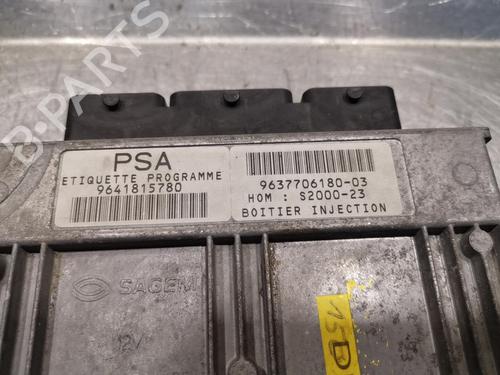 B-PARTS
PSA
ETIQUETTE PROGRAMME
9641815780
9637706180-03
HOM : S2000-23
BOITIER INJECTION
SAGEM
12V
15D